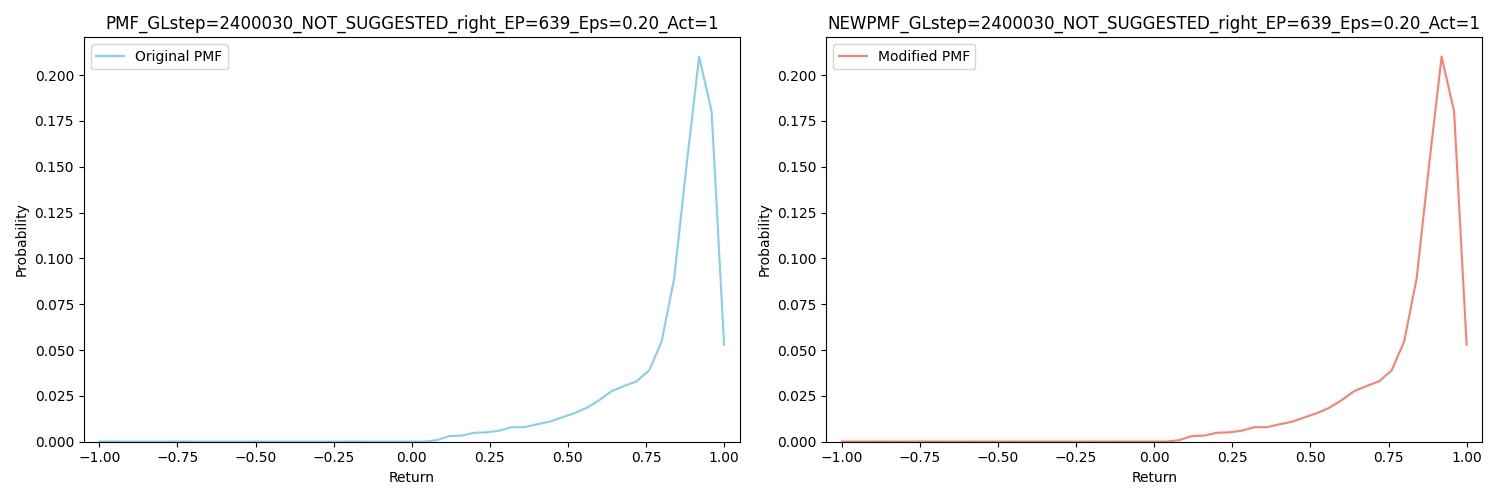 PMF_GLstep=2400030_NOT_SUGGESTED_right_EP=639_Eps=0.20_Act=1
Original PMF
0.200
0.175
0.150
0.125
0.100
0.075
0.050
0.025
0.000
Probability
−1.00 −0.75 −0.50 −0.25 0.00 0.25 0.50 0.75 1.00
Return
NEWPMF_GLstep=2400030_NOT_SUGGESTED_right_EP=639_Eps=0.20_Act=1
Modified PMF
0.200
0.175
0.150
0.125
0.100
0.075
0.050
0.025
0.000
Probability
−1.00 −0.75 −0.50 −0.25 0.00 0.25 0.50 0.75 1.00
Return